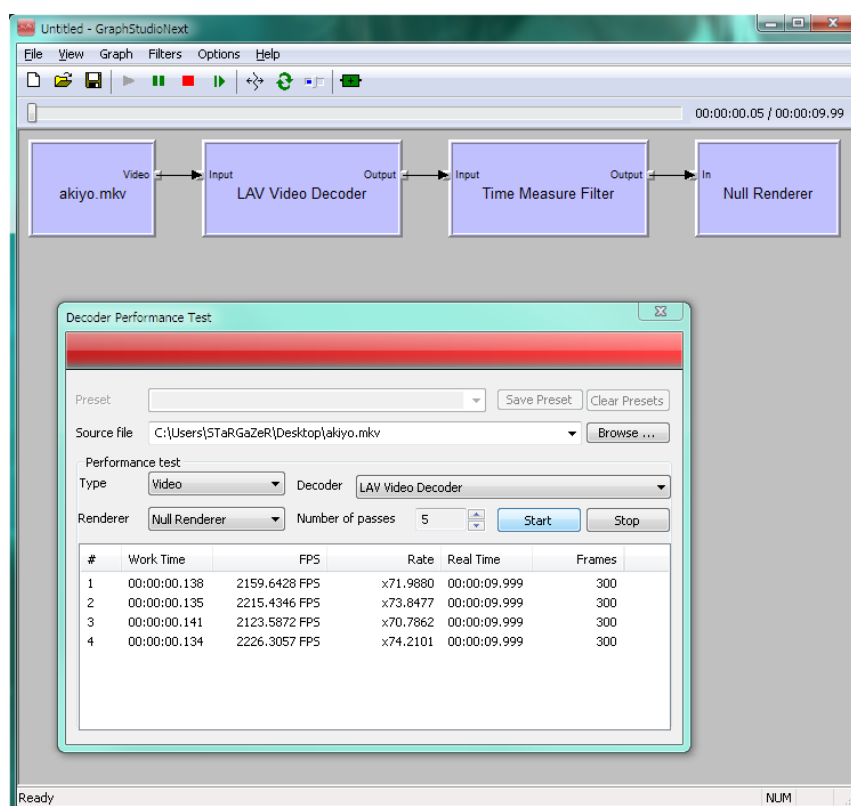 Untitled - GraphStudioNext
File View Graph Filters Options Help
00:00:00.05 / 00:00:09.99
akiyo.mkv Video
Input LAV Video Decoder Output
Input Time Measure Filter Output
In Null Renderer
Decoder Performance Test
Preset Save Preset Clear Presets
Source file C:\Users\STaRGaZeR\Desktop\akiyo.mkv Browse ...
Performance test
Type Video Decoder LAV Video Decoder
Renderer Null Renderer Number of passes 5 Start Stop
# Work Time FPS Rate Real Time Frames
1 00:00:00.138 2159.6428 FPS x71.9880 00:00:09.999 300
2 00:00:00.135 2215.4346 FPS x73.8477 00:00:09.999 300
3 00:00:00.141 2123.5872 FPS x70.7862 00:00:09.999 300
4 00:00:00.134 2226.3057 FPS x74.2101 00:00:09.999 300
Ready NUM